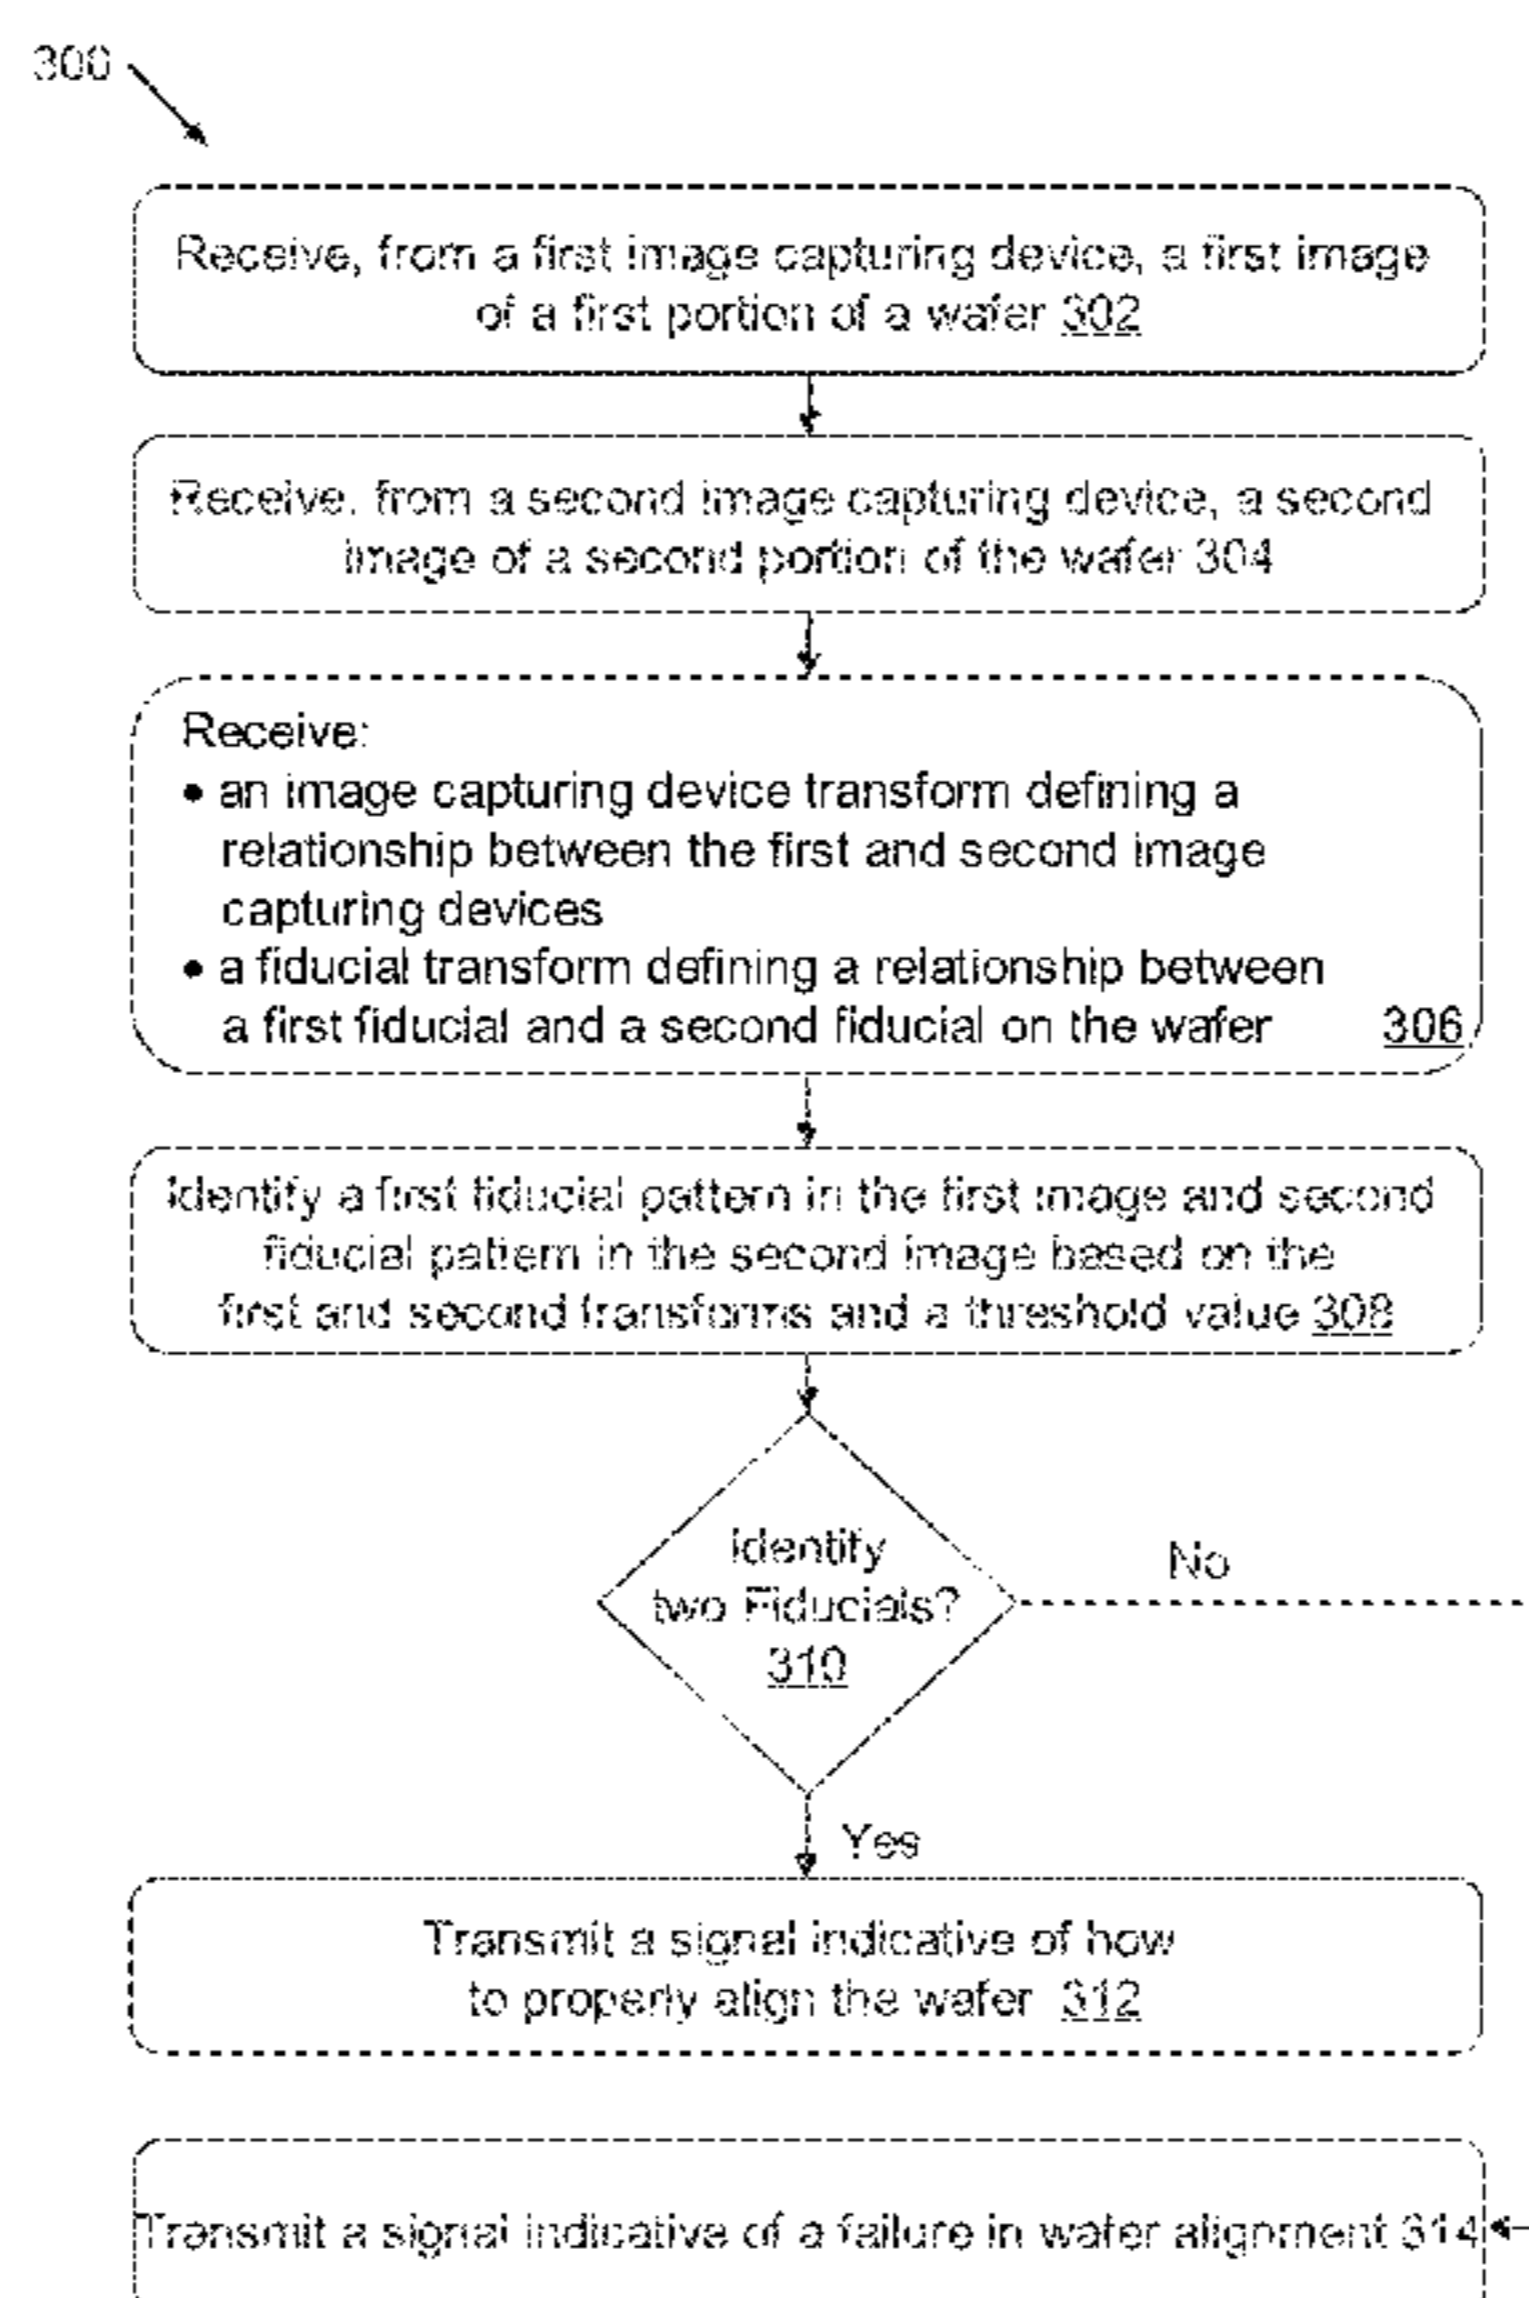 300
Receive, from a first image capturing device, a first image
of a first portion of a wafer 302
Receive, from a second image capturing device, a second
image of a second portion of the wafer 304
Receive:
• an image capturing device transform defining a
relationship between the first and second image
capturing devices
• a fiducial transform defining a relationship between
a first fiducial and a second fiducial on the wafer 306
Identify a first fiducial pattern in the first image and second
fiducial pattern in the second image based on the
first and second transforms and a threshold value 308
Identify
two Fiducials?
310
No
Yes
Transmit a signal indicative of how
to properly align the wafer 312
Transmit a signal indicative of a failure in wafer alignment 314